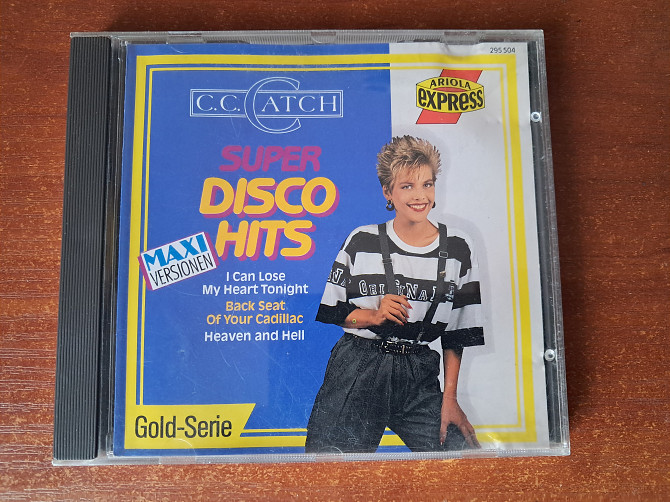 295 504
C.C. CATCH
ARIOLA
EXPRESS
SUPER
DISCO
HITS
MAXI
VERSIONEN
I Can Lose
My Heart Tonight
Back Seat
Of Your Cadillac
Heaven and Hell
ORIGINAL
Gold-Serie